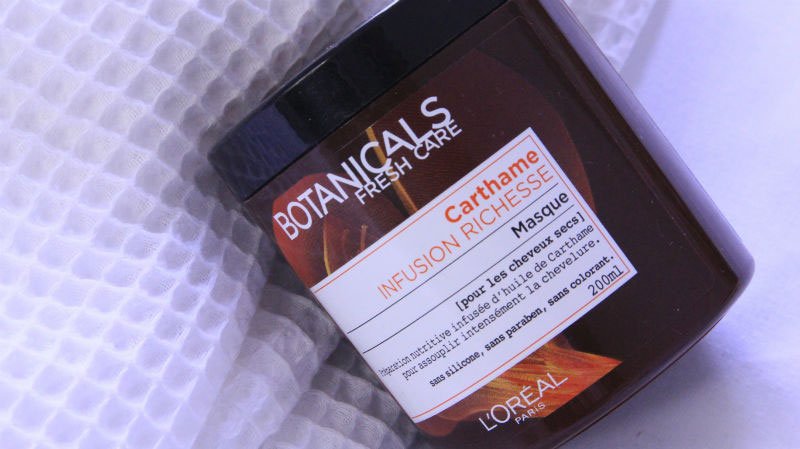 BOTANICALS
FRESH CARE
Carthame
INFUSION RICHESSE
Masque
[pour les cheveux secs]
Préparation nutritive infusée d'huile de Carthame
pour assouplir intensément la chevelure.
sans silicone, sans paraben, sans colorant.
200ml
L'ORÉAL
PARIS